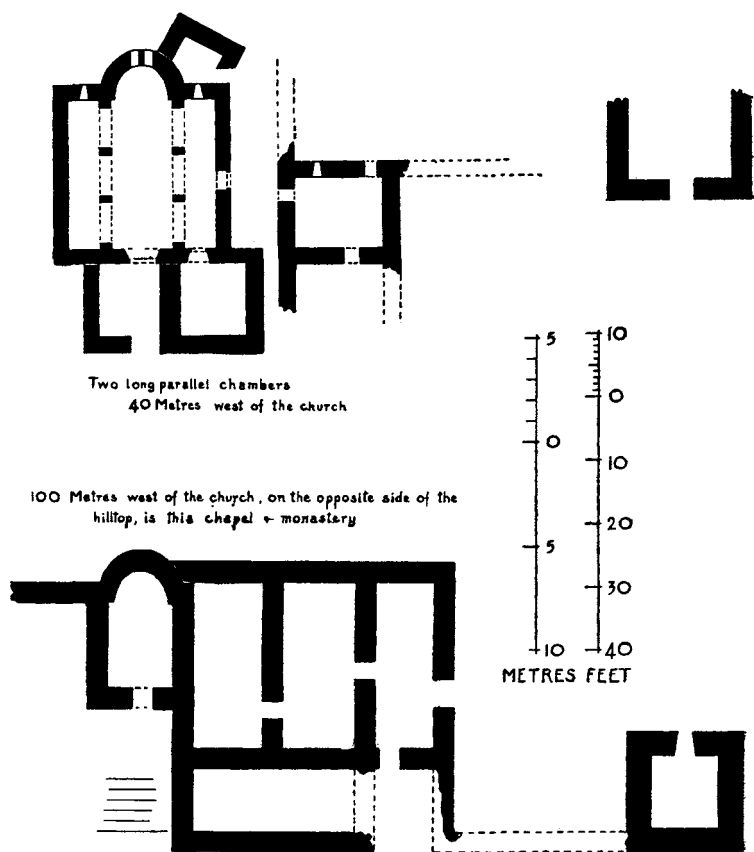 Two long parallel chambers
40 Metres west of the church
5
10
0
0
10
20
5
30
10
40
METRES FEET
100 Metres west of the church, on the opposite side of the
hilltop, is this chapel + monastery